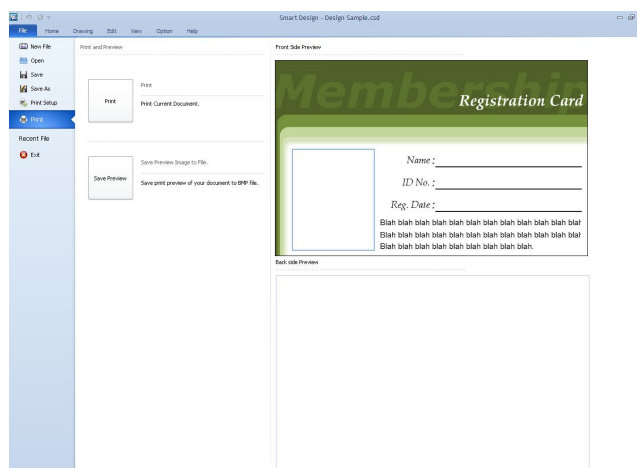 Smart Design - Design Sample.csd
File Home Drawing Edit View Option Help
New File
Open
Save
Save As
Print Setup
Print
Recent File
Exit
Print and Preview
Print
Print
Print Current Document.
Save Preview
Save Preview Image to File.
Save print preview of your document to BMP file.
Front Side Preview
Membership
Registration Card
Name :
ID No. :
Reg. Date :
Blah blah blah blah blah blah blah blah blah blah blah blah
Blah blah blah blah blah blah blah blah blah blah blah blah
Blah blah blah blah blah blah blah blah blah.
Back side Preview